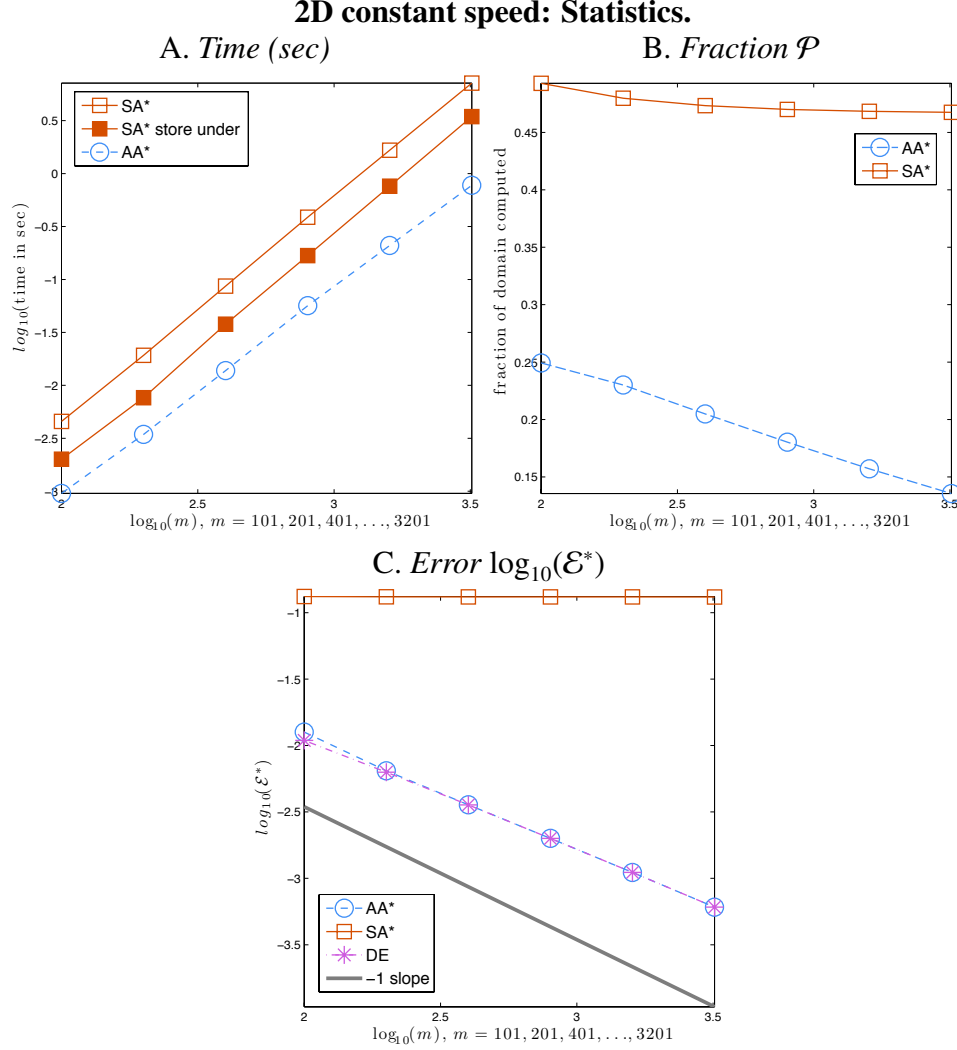 2D constant speed: Statistics.
A. Time (sec)
SA*
SA* store under
AA*
0.5
0
−0.5
−1
−1.5
−2
−2.5
−3
log10(time in sec)
2
2.5
3
3.5
log10(m), m = 101, 201, 401, . . . , 3201
B. Fraction P
AA*
SA*
0.45
0.4
0.35
0.3
0.25
0.2
0.15
fraction of domain computed
2
2.5
3
3.5
log10(m), m = 101, 201, 401, . . . , 3201
C. Error log10(E*)
−1
−1.5
−2
−2.5
−3
−3.5
log10(E*)
AA*
SA*
DE
−1 slope
2
2.5
3
3.5
log10(m), m = 101, 201, 401, . . . , 3201